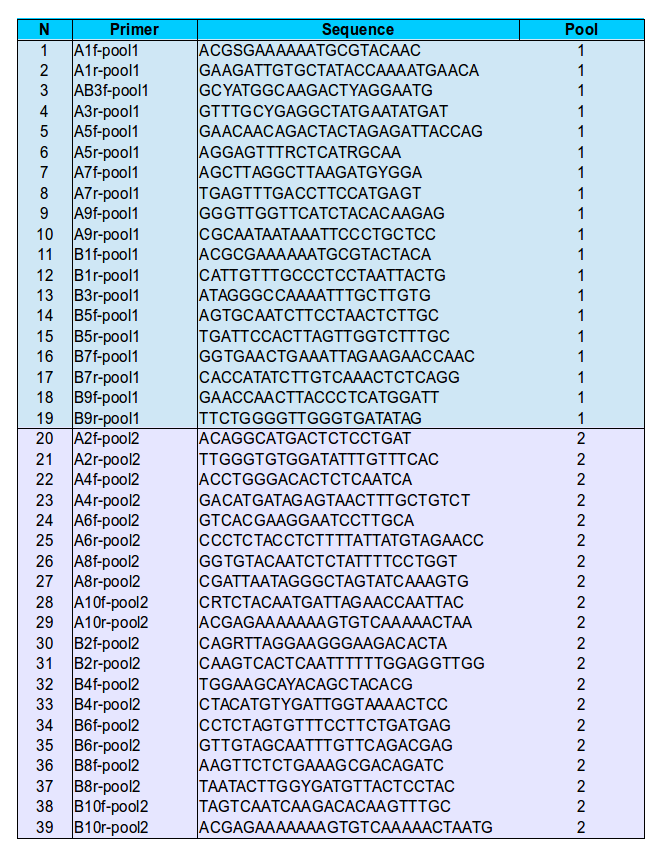 N Primer Sequence Pool
1 A1f-pool1 ACGSGAAAAAATGCGTACAAC 1
2 A1r-pool1 GAAGATTGTGCTATACCAAAATGAACA 1
3 AB3f-pool1 GCYATGGCAAGACTYAGGAATG 1
4 A3r-pool1 GTTTGCYGAGGCTATGAATATGAT 1
5 A5f-pool1 GAACAACAGACTACTAGAGATTACCAG 1
6 A5r-pool1 AGGAGTTTRCTCATRGCAA 1
7 A7f-pool1 AGCTTAGGCTTAAGATGYGGA 1
8 A7r-pool1 TGAGTTTGACCTTCCATGAGT 1
9 A9f-pool1 GGGTTGGTTCATCTACACAAGAG 1
10 A9r-pool1 CGCAATAATAAATTCCCTGCTCC 1
11 B1f-pool1 ACGCGAAAAAATGCGTACTACA 1
12 B1r-pool1 CATTGTTTGCCCTCCTAATTACTG 1
13 B3r-pool1 ATAGGGCCAAAATTTGCTTGTG 1
14 B5f-pool1 AGTGCAATCTTCCTAACTCTTGC 1
15 B5r-pool1 TGATTCCACTTAGTTGGTCTTTGC 1
16 B7f-pool1 GGTGAACTGAAATTAGAAGAACCAAC 1
17 B7r-pool1 CACCATATCTTGTCAAACTCTCAGG 1
18 B9f-pool1 GAACCAACTTACCCTCATGGATT 1
19 B9r-pool1 TTCTGGGGTTGGGTGATATAG 1
20 A2f-pool2 ACAGGCATGACTCTCCTGAT 2
21 A2r-pool2 TTGGGTGTGGATATTTGTTTCAC 2
22 A4f-pool2 ACCTGGGACACTCTCAATCA 2
23 A4r-pool2 GACATGATAGAGTAACTTTGCTGTCT 2
24 A6f-pool2 GTCACGAAGGAATCCTTGCA 2
25 A6r-pool2 CCCTCTACCTCTTTTATTATGTAGAACC 2
26 A8f-pool2 GGTGTACAATCTCTATTTTCCTGGT 2
27 A8r-pool2 CGATTAATAGGGCTAGTATCAAAGTG 2
28 A10f-pool2 CRTCTACAATGATTAGAACCAATTAC 2
29 A10r-pool2 ACGAGAAAAAAAGTGTCAAAAACTAA 2
30 B2f-pool2 CAGRTTAGGAAGGGAAGACACTA 2
31 B2r-pool2 CAAGTCACTCAATTTTTTGGAGGTTGG 2
32 B4f-pool2 TGGAAGCAYACAGCTACACG 2
33 B4r-pool2 CTACATGTYGATTGGTAAAACTCC 2
34 B6f-pool2 CCTCTAGTGTTTCCTTCTGATGAG 2
35 B6r-pool2 GTTGTAGCAATTTGTTCAGACGAG 2
36 B8f-pool2 AAGTTCTCTGAAAGCGACAGATC 2
37 B8r-pool2 TAATACTTGGYGATGTTACTCCTAC 2
38 B10f-pool2 TAGTCAATCAAGACACAAGTTTGC 2
39 B10r-pool2 ACGAGAAAAAAAGTGTCAAAAACTAATG 2